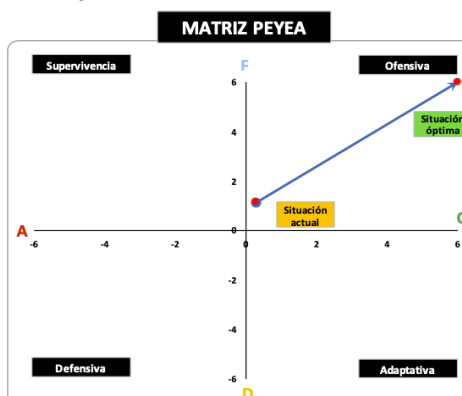 MATRIZ PEYEA
Supervivencia
F
Ofensiva
6
Situación
óptima
4
2
Situación
actual
A
0
-6
-4
-2
0
2
4
6
-2
-4
Defensiva
Adaptativa
-6
D